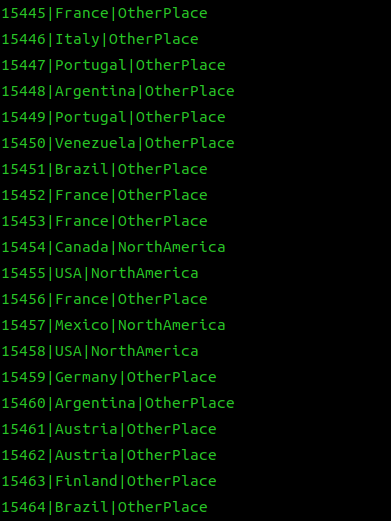 15445|France|OtherPlace
15446|Italy|OtherPlace
15447|Portugal|OtherPlace
15448|Argentina|OtherPlace
15449|Portugal|OtherPlace
15450|Venezuela|OtherPlace
15451|Brazil|OtherPlace
15452|France|OtherPlace
15453|France|OtherPlace
15454|Canada|NorthAmerica
15455|USA|NorthAmerica
15456|France|OtherPlace
15457|Mexico|NorthAmerica
15458|USA|NorthAmerica
15459|Germany|OtherPlace
15460|Argentina|OtherPlace
15461|Austria|OtherPlace
15462|Austria|OtherPlace
15463|Finland|OtherPlace
15464|Brazil|OtherPlace